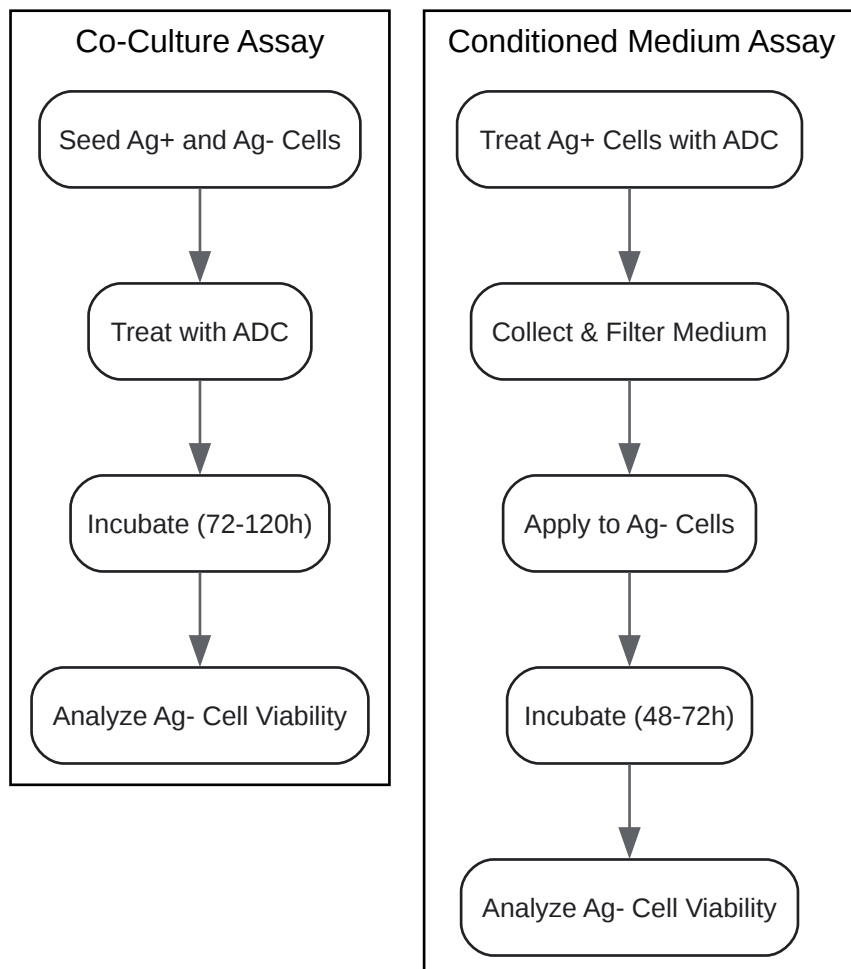 Co-Culture Assay
Seed Ag+ and Ag- Cells
Treat with ADC
Incubate (72-120h)
Analyze Ag- Cell Viability
Conditioned Medium Assay
Treat Ag+ Cells with ADC
Collect & Filter Medium
Apply to Ag- Cells
Incubate (48-72h)
Analyze Ag- Cell Viability